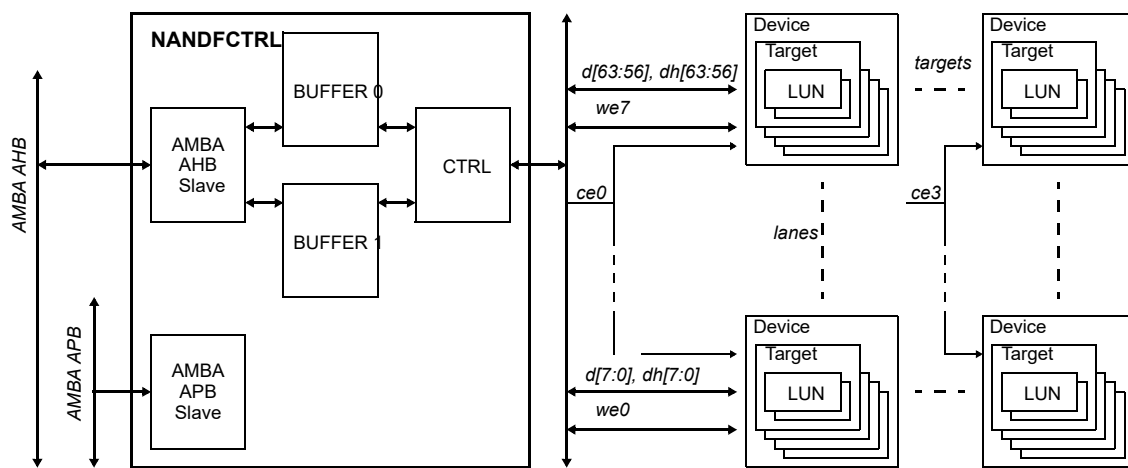 NANDFCTRL
BUFFER 0
AMBA
AHB
Slave
CTRL
BUFFER 1
AMBA
APB
Slave
AMBA AHB
AMBA APB
d[63:56], dh[63:56]
we7
ce0
Device
Target
LUN
targets
Device
Target
LUN
ce3
lanes
d[7:0], dh[7:0]
we0
Device
Target
LUN
Device
Target
LUN